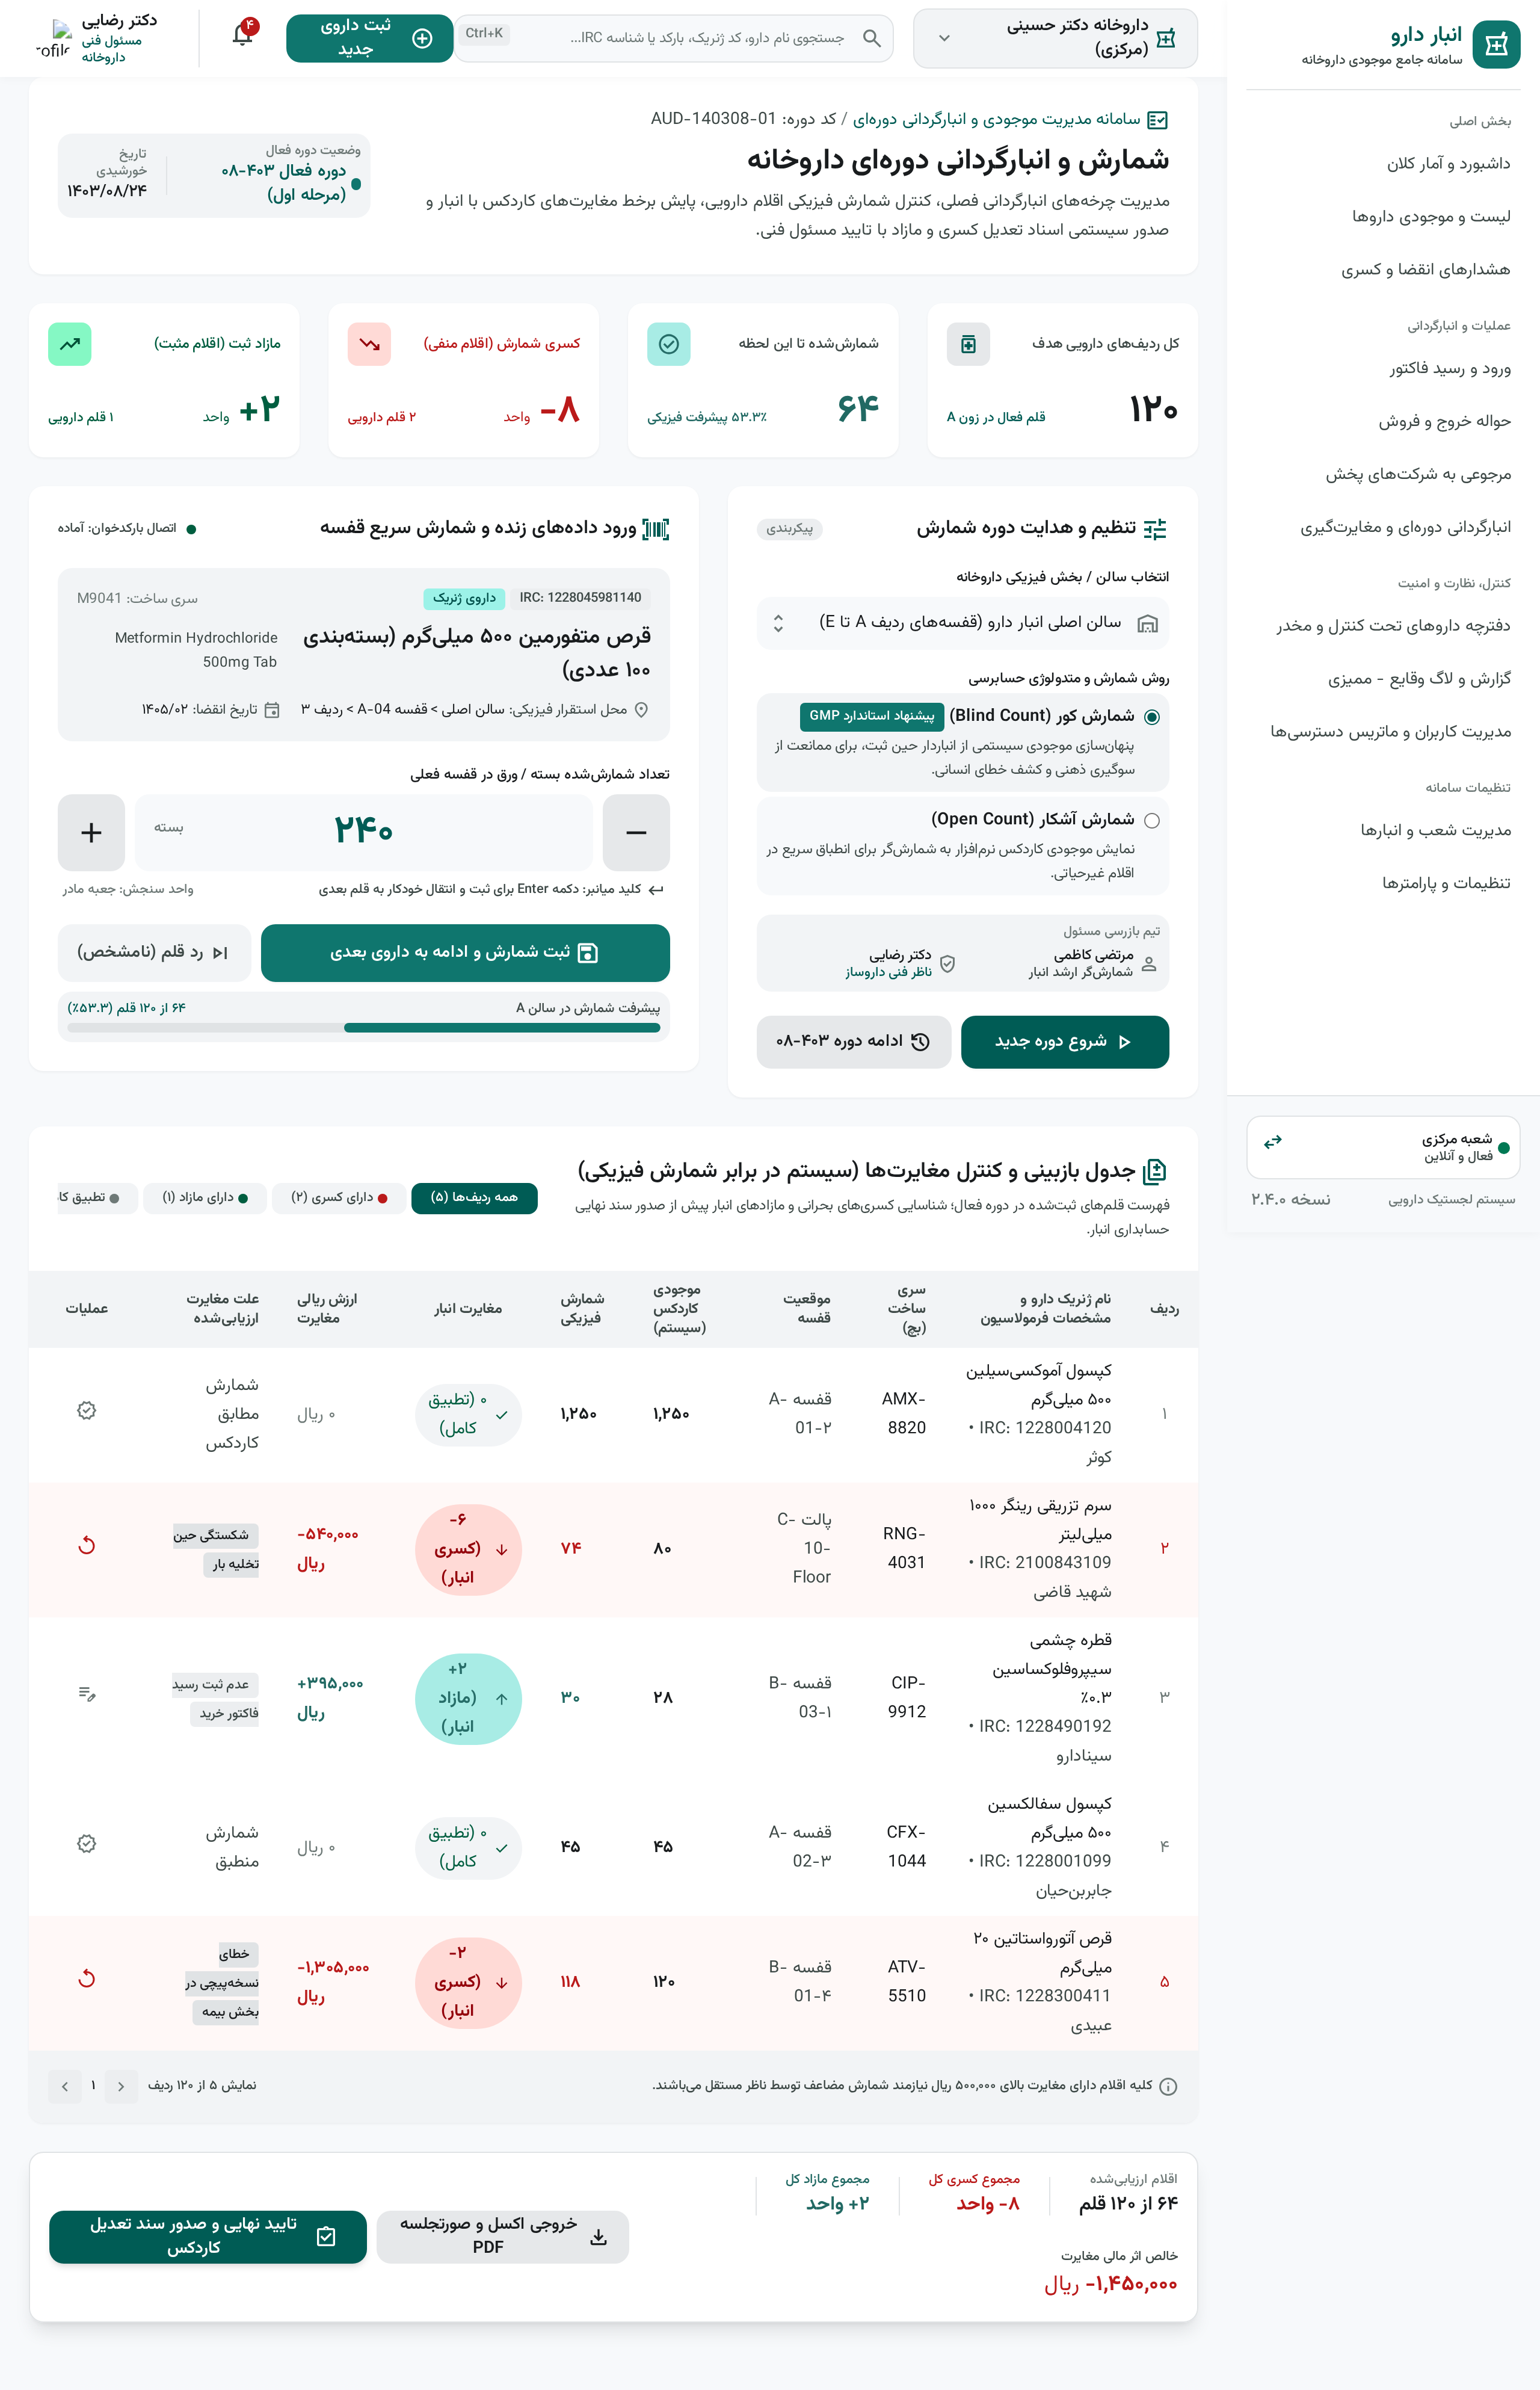 انبار دارو
سامانه جامع موجودی داروخانه
بخش اصلی
داشبورد و آمار کلان
لیست و موجودی داروها
هشدارهای انقضا و کسری
عملیات و انبارگردانی
ورود و رسید فاکتور
حواله خروج و فروش
مرجوعی به شرکت‌های پخش
انبارگردانی دوره‌ای و مغایرت‌گیری
کنترل، نظارت و امنیت
دفترچه داروهای تحت کنترل و مخدر
گزارش و لاگ وقایع - ممیزی
مدیریت کاربران و ماتریس دسترسی‌ها
تنظیمات سامانه
مدیریت شعب و انبارها
تنظیمات و پارامترها
شعبه مرکزی
فعال و آنلاین
سیستم لجستیک دارویی
نسخه ۲.۴.۰
داروخانه دکتر حسینی
(مرکزی)
جستجوی نام دارو، کد ژنریک، بارکد یا شناسه IRC...
Ctrl+K
ثبت داروی
جدید
۴
دکتر رضایی
مسئول فنی
داروخانه
سامانه مدیریت موجودی و انبارگردانی دوره‌ای / کد دوره: AUD-140308-01
شمارش و انبارگردانی دوره‌ای داروخانه
مدیریت چرخه‌های انبارگردانی فصلی، کنترل شمارش فیزیکی اقلام دارویی، پایش برخط مغایرت‌های کاردکس با انبار و
صدور سیستمی اسناد تعدیل کسری و مازاد با تایید مسئول فنی.
وضعیت دوره فعال
دوره فعال ۴۰۳-۰۸
(مرحله اول)
تاریخ
خورشیدی
۱۴۰۳/۰۸/۲۴
کل ردیف‌های دارویی هدف
۱۲۰
قلم فعال در زون A
شمارش‌شده تا این لحظه
۶۴
۵۳.۳٪ پیشرفت فیزیکی
کسری شمارش (اقلام منفی)
-۸ واحد
۲ قلم دارویی
مازاد ثبت (اقلام مثبت)
+۲ واحد
۱ قلم دارویی
تنظیم و هدایت دوره شمارش
پیکربندی
انتخاب سالن / بخش فیزیکی داروخانه
سالن اصلی انبار دارو (قفسه‌های ردیف A تا E)
روش شمارش و متدولوژی حسابرسی
شمارش کور (Blind Count) پیشنهاد استاندارد GMP
پنهان‌سازی موجودی سیستمی از انباردار حین ثبت، برای ممانعت از
سوگیری ذهنی و کشف خطای انسانی.
شمارش آشکار (Open Count)
نمایش موجودی کاردکس نرم‌افزار به شمارش‌گر برای انطباق سریع در
اقلام غیرحیاتی.
تیم بازرسی مسئول
مرتضی کاظمی
شمارش‌گر ارشد انبار
دکتر رضایی
ناظر فنی داروساز
شروع دوره جدید
ادامه دوره ۴۰۳-۰۸
ورود داده‌های زنده و شمارش سریع قفسه
اتصال بارکدخوان: آماده
IRC: 1228045981140
داروی ژنریک
سری ساخت: M9041
قرص متفورمین ۵۰۰ میلی‌گرم (بسته‌بندی
۱۰۰ عددی)
Metformin Hydrochloride
500mg Tab
محل استقرار فیزیکی: سالن اصلی > قفسه A-04 > ردیف ۳
تاریخ انقضا: ۱۴۰۵/۰۲
تعداد شمارش‌شده بسته / ورق در قفسه فعلی
۲۴۰
بسته
کلید میانبر: دکمه Enter برای ثبت و انتقال خودکار به قلم بعدی
واحد سنجش: جعبه مادر
ثبت شمارش و ادامه به داروی بعدی
رد قلم (نامشخص)
پیشرفت شمارش در سالن A
۶۴ از ۱۲۰ قلم (۵۳.۳٪)
جدول بازبینی و کنترل مغایرت‌ها (سیستم در برابر شمارش فیزیکی)
فهرست قلم‌های ثبت‌شده در دوره فعال؛ شناسایی کسری‌های بحرانی و مازادهای انبار پیش از صدور سند نهایی
حسابداری انبار.
همه ردیف‌ها (۵)
دارای کسری (۲)
دارای مازاد (۱)
ردیف
نام ژنریک دارو و
مشخصات فرمولاسیون
سری
ساخت
(بچ)
موقعیت
قفسه
موجودی
کاردکس
(سیستم)
شمارش
فیزیکی
مغایرت انبار
ارزش ریالی
مغایرت
علت مغایرت
ارزیابی‌شده
عملیات
۱
کپسول آموکسی‌سیلین
۵۰۰ میلی‌گرم
IRC: 1228004120 •
کوثر
AMX-
8820
قفسه A-
01-۲
۱,۲۵۰
۱,۲۵۰
۰ (تطبیق
کامل)
۰ ریال
شمارش
مطابق
کاردکس
۲
سرم تزریقی رینگر ۱۰۰۰
میلی‌لیتر
IRC: 2100843109 •
شهید قاضی
RNG-
4031
پالت C-
10-
Floor
۸۰
۷۴
-۶
(کسری
انبار)
-۵۴۰,۰۰۰
ریال
شکستگی حین
تخلیه بار
۳
قطره چشمی
سیپروفلوکساسین
۰.۳٪
IRC: 1228490192 •
سینادارو
CIP-
9912
قفسه B-
03-۱
۲۸
۳۰
+۲
(مازاد
انبار)
+۳۹۵,۰۰۰
ریال
عدم ثبت رسید
فاکتور خرید
۴
کپسول سفالکسین
۵۰۰ میلی‌گرم
IRC: 1228001099 •
جابربن‌حیان
CFX-
1044
قفسه A-
02-۳
۴۵
۴۵
۰ (تطبیق
کامل)
۰ ریال
شمارش
منطبق
۵
قرص آتورواستاتین ۲۰
میلی‌گرم
IRC: 1228300411 •
عبیدی
ATV-
5510
قفسه B-
01-۴
۱۲۰
۱۱۸
-۲
(کسری
انبار)
-۱,۳۰۵,۰۰۰
ریال
خطای
نسخه‌پیچی در
بخش بیمه
کلیه اقلام دارای مغایرت بالای ۵۰۰,۰۰۰ ریال نیازمند شمارش مضاعف توسط ناظر مستقل می‌باشند.
نمایش ۵ از ۱۲۰ ردیف
۱
اقلام ارزیابی‌شده
۶۴ از ۱۲۰ قلم
مجموع کسری کل
-۸ واحد
مجموع مازاد کل
+۲ واحد
خالص اثر مالی مغایرت
-۱,۴۵۰,۰۰۰ ریال
خروجی اکسل و صورتجلسه
PDF
تایید نهایی و صدور سند تعدیل
کاردکس